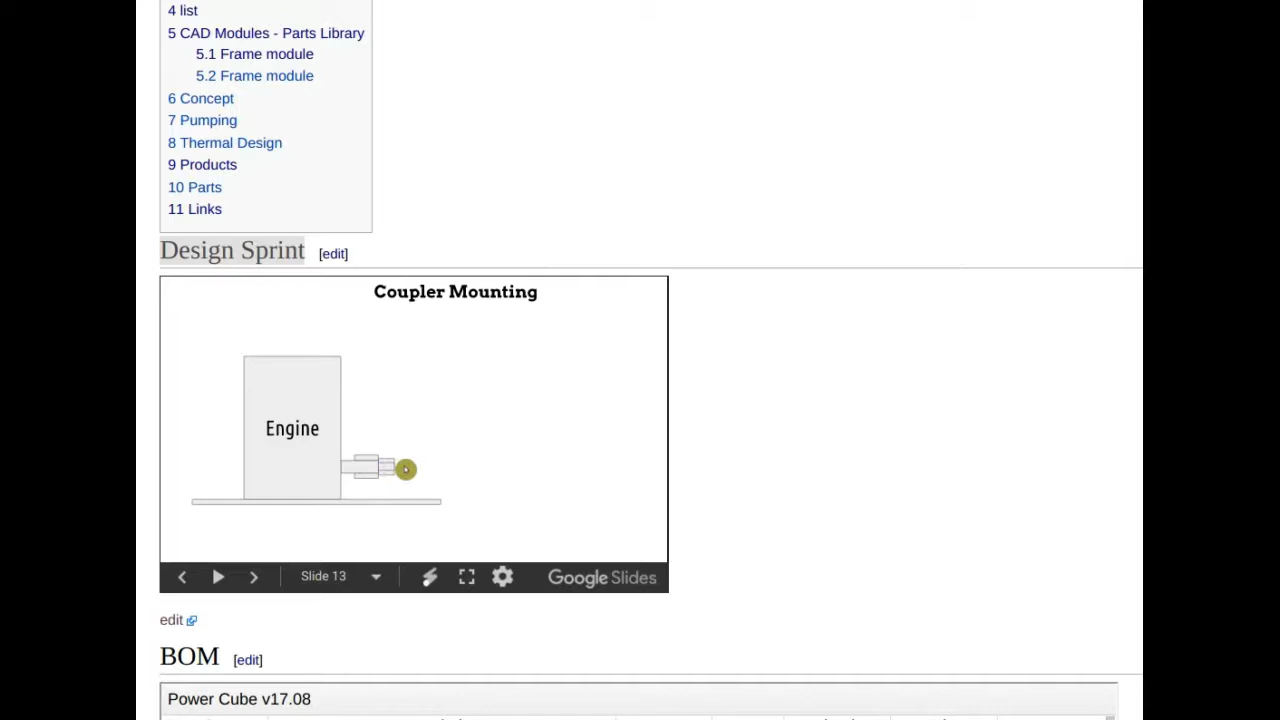 4 list
5 CAD Modules - Parts Library
5.1 Frame module
5.2 Frame module
6 Concept
7 Pumping
8 Thermal Design
9 Products
10 Parts
11 Links
Design Sprint [edit]
Coupler Mounting
Engine
Slide 13
Google Slides
edit
BOM [edit]
Power Cube v17.08